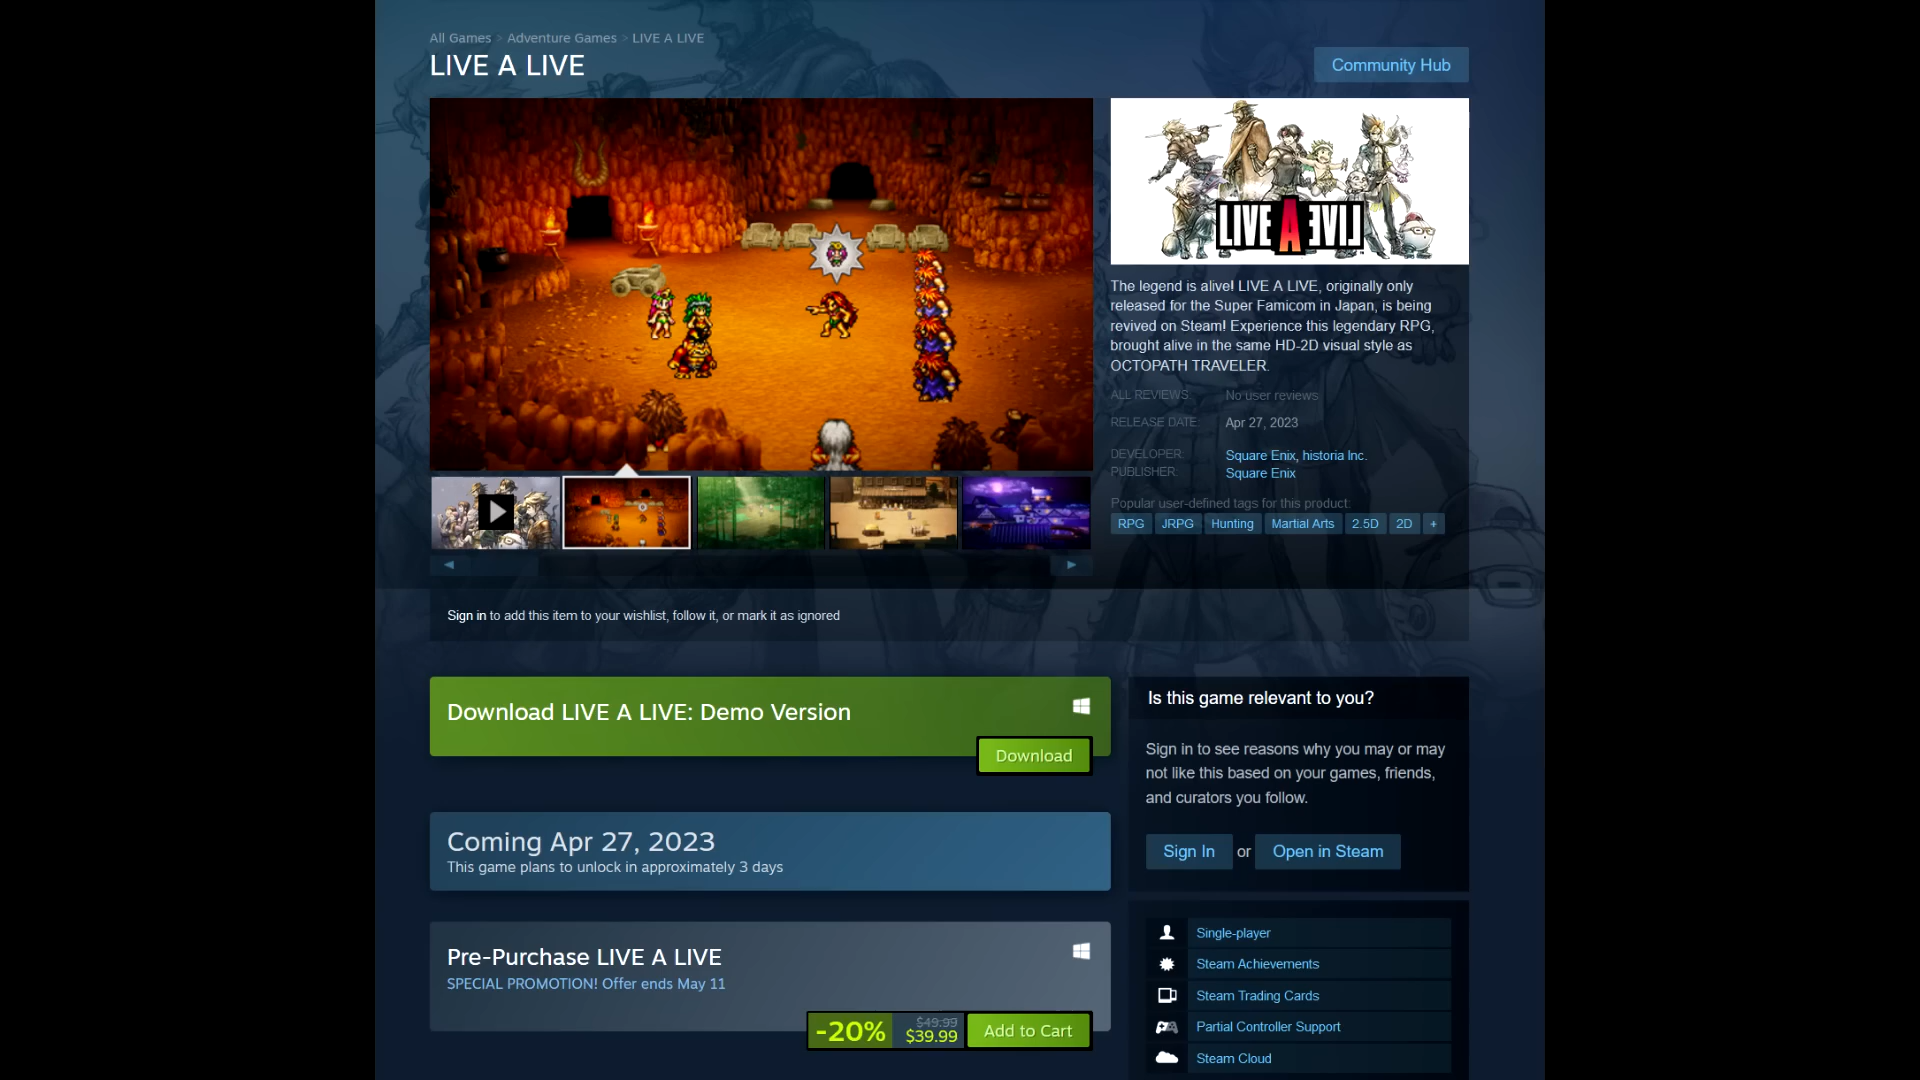 All Games > Adventure Games > LIVE A LIVE
LIVE A LIVE
Community Hub
LIVE A LIVE
The legend is alive! LIVE A LIVE, originally only
released for the Super Famicom in Japan, is being
revived on Steam! Experience this legendary RPG,
brought alive in the same HD-2D visual style as
OCTOPATH TRAVELER.
ALL REVIEWS: No user reviews
RELEASE DATE: Apr 27, 2023
DEVELOPER: Square Enix, historia Inc.
PUBLISHER: Square Enix
Popular user-defined tags for this product:
RPG JRPG Hunting Martial Arts 2.5D 2D +
Sign in to add this item to your wishlist, follow it, or mark it as ignored
Download LIVE A LIVE: Demo Version
Download
Is this game relevant to you?
Sign in to see reasons why you may or may
not like this based on your games, friends,
and curators you follow.
Sign In or Open in Steam
Coming Apr 27, 2023
This game plans to unlock in approximately 3 days
Pre-Purchase LIVE A LIVE
SPECIAL PROMOTION! Offer ends May 11
-20% $49.99 $39.99 Add to Cart
Single-player
Steam Achievements
Steam Trading Cards
Partial Controller Support
Steam Cloud